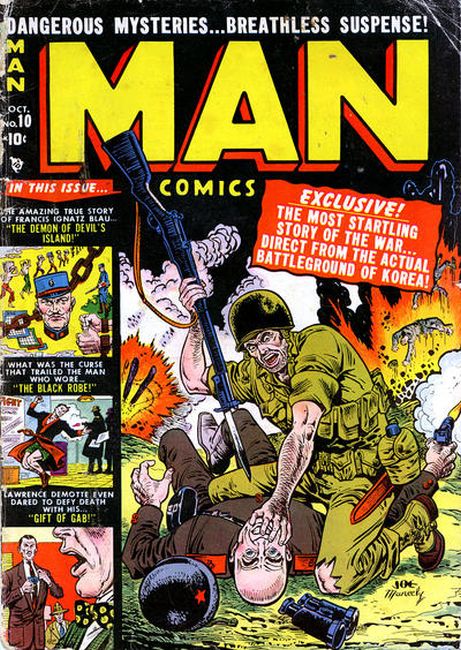 DANGEROUS MYSTERIES...BREATHLESS SUSPENSE!
MAN
OCT.
No. 10
10¢
MAN
COMICS
IN THIS ISSUE...
THE AMAZING TRUE STORY
OF FRANCIS IGNATZ BLAU...
"THE DEMON OF DEVIL'S
ISLAND!"
WHAT WAS THE CURSE
THAT TRAILED THE MAN
WHO WORE...
"THE BLACK ROBE!"
FIGHT
LAWRENCE DEMOTTE EVEN
DARED TO DEFY DEATH
WITH HIS...
"GIFT OF GAB!"
EXCLUSIVE!
THE MOST STARTLING
STORY OF THE WAR...
DIRECT FROM THE ACTUAL
BATTLEGROUND OF KOREA!
JOE
Maneely